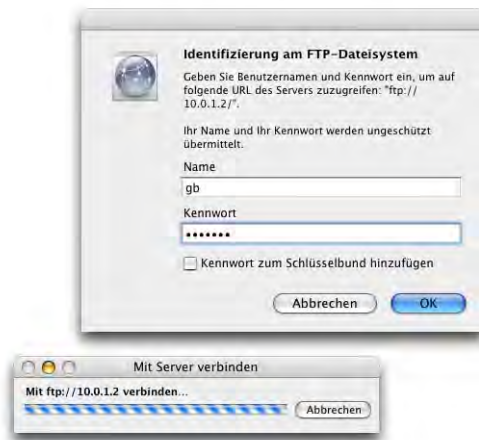 Identifizierung am FTP-Dateisystem
Geben Sie Benutzernamen und Kennwort ein, um auf
folgende URL des Servers zuzugreifen: "ftp://
10.0.1.2/".
Ihr Name und Ihr Kennwort werden ungeschützt
übermittelt.
Name
gb
Kennwort
•••••••
Kennwort zum Schlüsselbund hinzufügen
Abbrechen OK
Mit Server verbinden
Mit ftp://10.0.1.2 verbinden...
Abbrechen